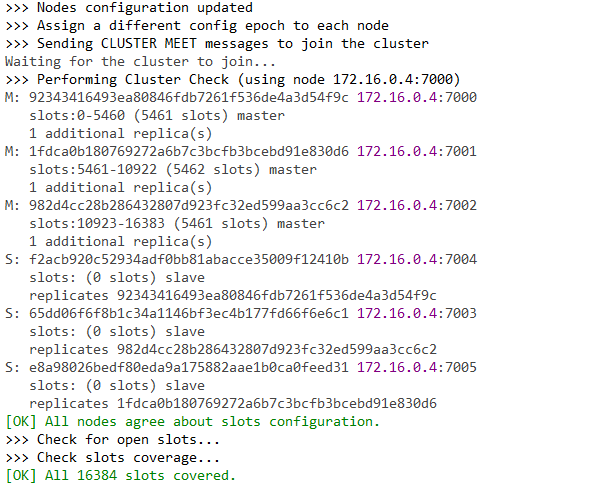 >>> Nodes configuration updated
>>> Assign a different config epoch to each node
>>> Sending CLUSTER MEET messages to join the cluster
Waiting for the cluster to join...
>>> Performing Cluster Check (using node 172.16.0.4:7000)
M: 92343416493ea80846fdb7261f536de4a3d54f9c 172.16.0.4:7000
   slots:0-5460 (5461 slots) master
   1 additional replica(s)
M: 1fdca0b180769272a6b7c3bcfb3bcebd91e830d6 172.16.0.4:7001
   slots:5461-10922 (5462 slots) master
   1 additional replica(s)
M: 982d4cc28b286432807d923fc32ed599aa3cc6c2 172.16.0.4:7002
   slots:10923-16383 (5461 slots) master
   1 additional replica(s)
S: f2acb920c52934adf0bb81abacce35009f12410b 172.16.0.4:7004
   slots: (0 slots) slave
   replicates 92343416493ea80846fdb7261f536de4a3d54f9c
S: 65dd06f6f8b1c34a1146bf3ec4b177fd66f6e6c1 172.16.0.4:7003
   slots: (0 slots) slave
   replicates 982d4cc28b286432807d923fc32ed599aa3cc6c2
S: e8a98026bedf80eda9a175882aae1b0ca0feed31 172.16.0.4:7005
   slots: (0 slots) slave
   replicates 1fdca0b180769272a6b7c3bcfb3bcebd91e830d6
[OK] All nodes agree about slots configuration.
>>> Check for open slots...
>>> Check slots coverage...
[OK] All 16384 slots covered.